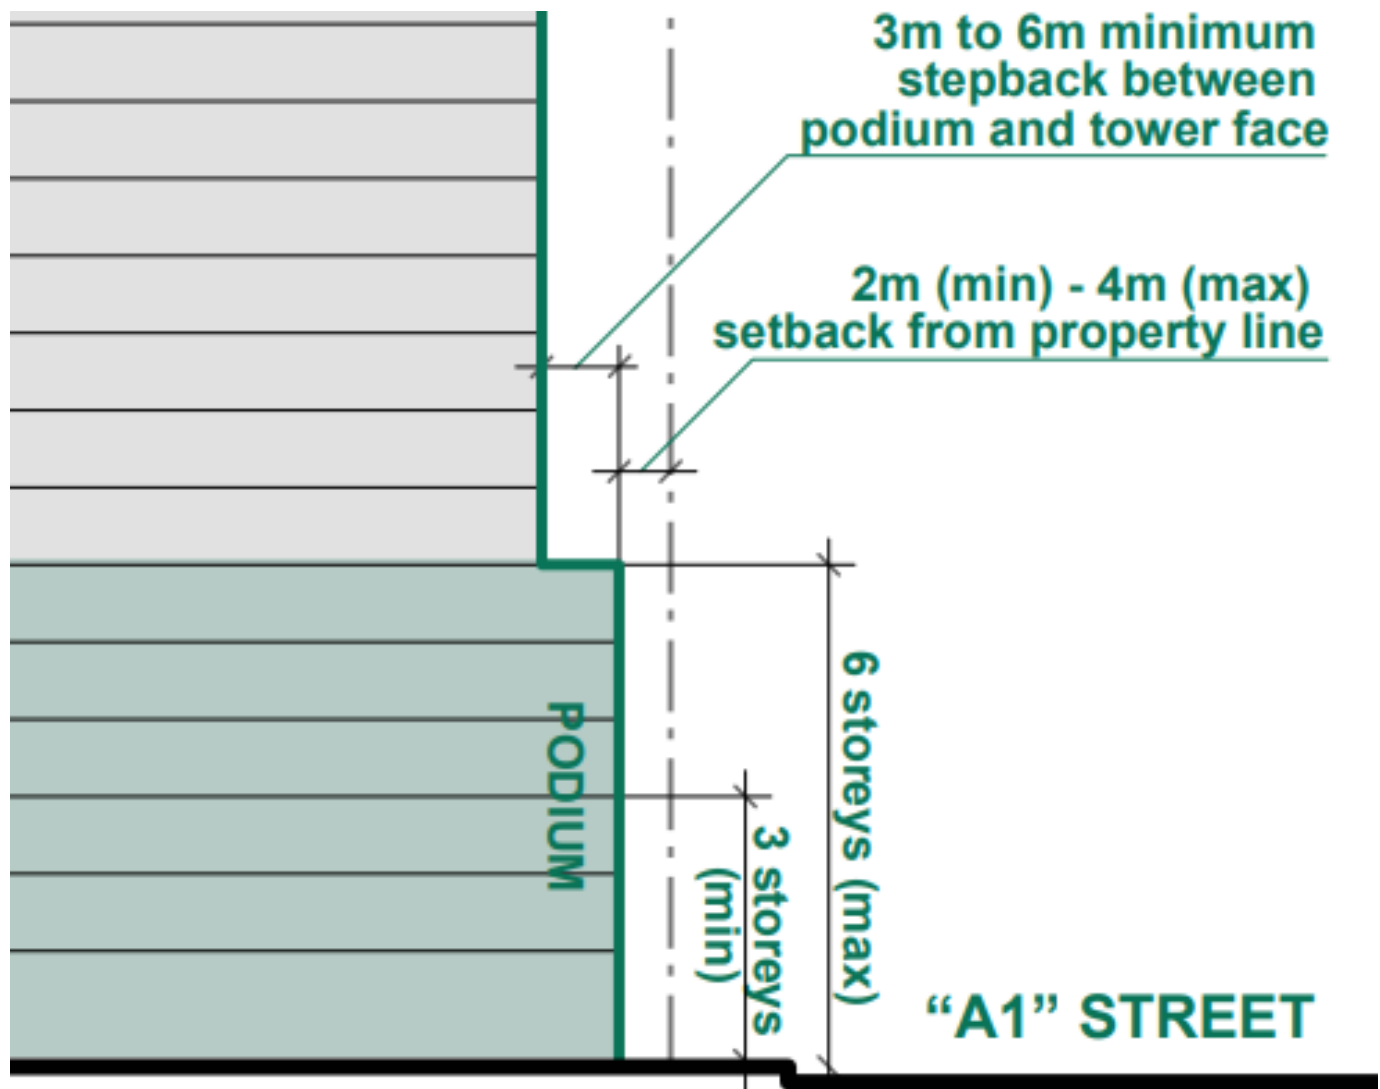 3m to 6m minimum
stepback between
podium and tower face
2m (min) - 4m (max)
setback from property line
PODIUM
6 storeys (max)
3 storeys
(min)
“A1” STREET